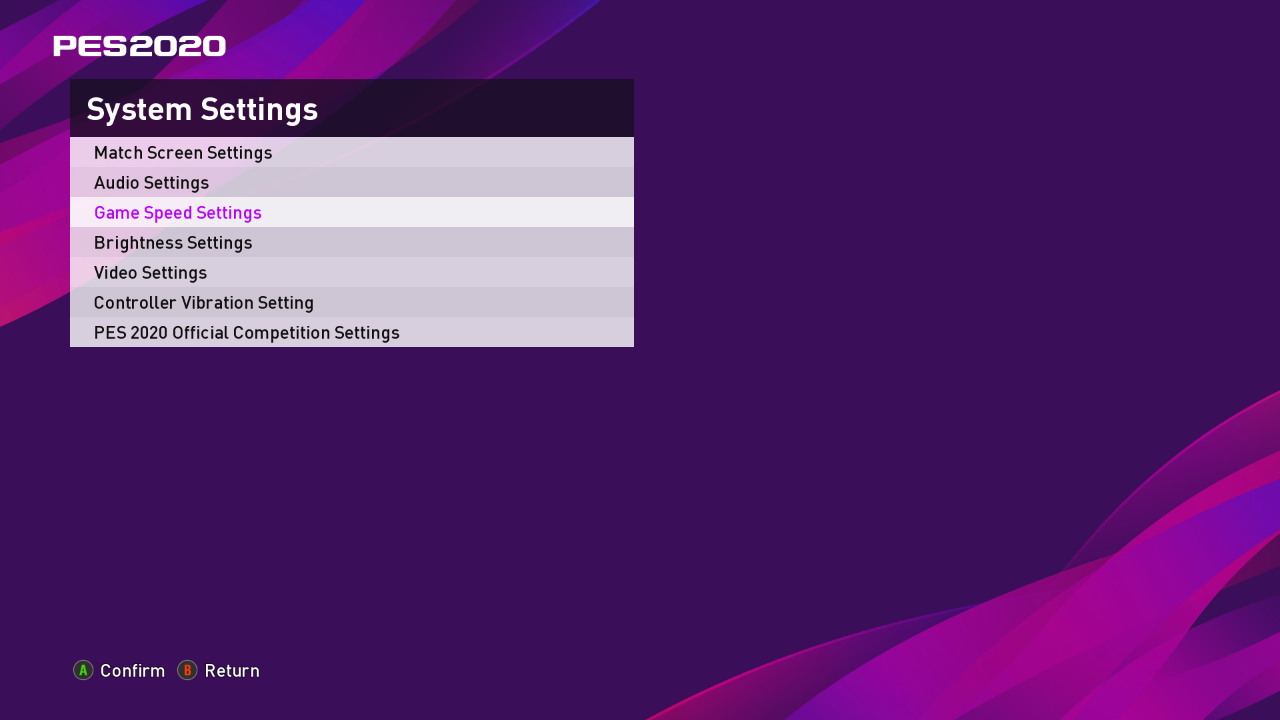 PES2020
System Settings
Match Screen Settings
Audio Settings
Game Speed Settings
Brightness Settings
Video Settings
Controller Vibration Setting
PES 2020 Official Competition Settings
A Confirm B Return